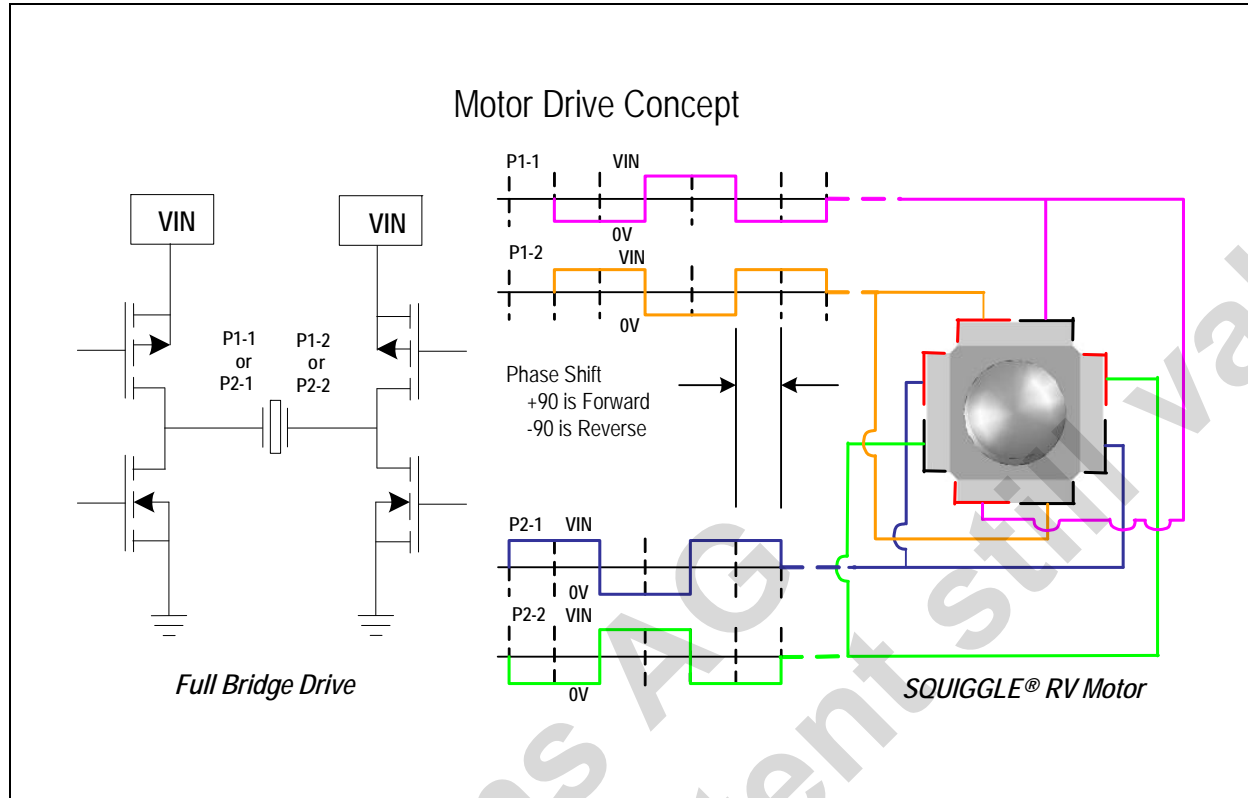 Motor Drive Concept
VIN
VIN
P1-1
or
P2-1
P1-2
or
P2-2
Full Bridge Drive
P1-1
VIN
0V
P1-2
VIN
0V
Phase Shift
+90 is Forward
-90 is Reverse
P2-1
VIN
0V
P2-2
VIN
0V
SQUIGGLE® RV Motor
AG
still